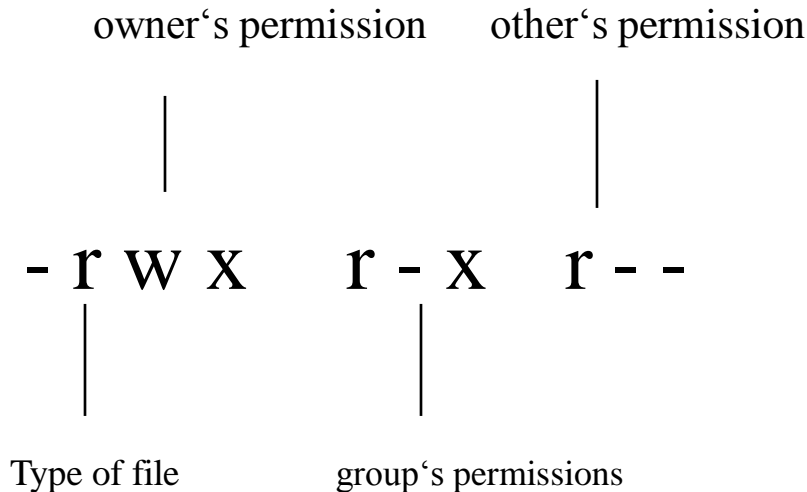 owner‘s permission other‘s permission
- r w x r - x r - -
Type of file group‘s permissions